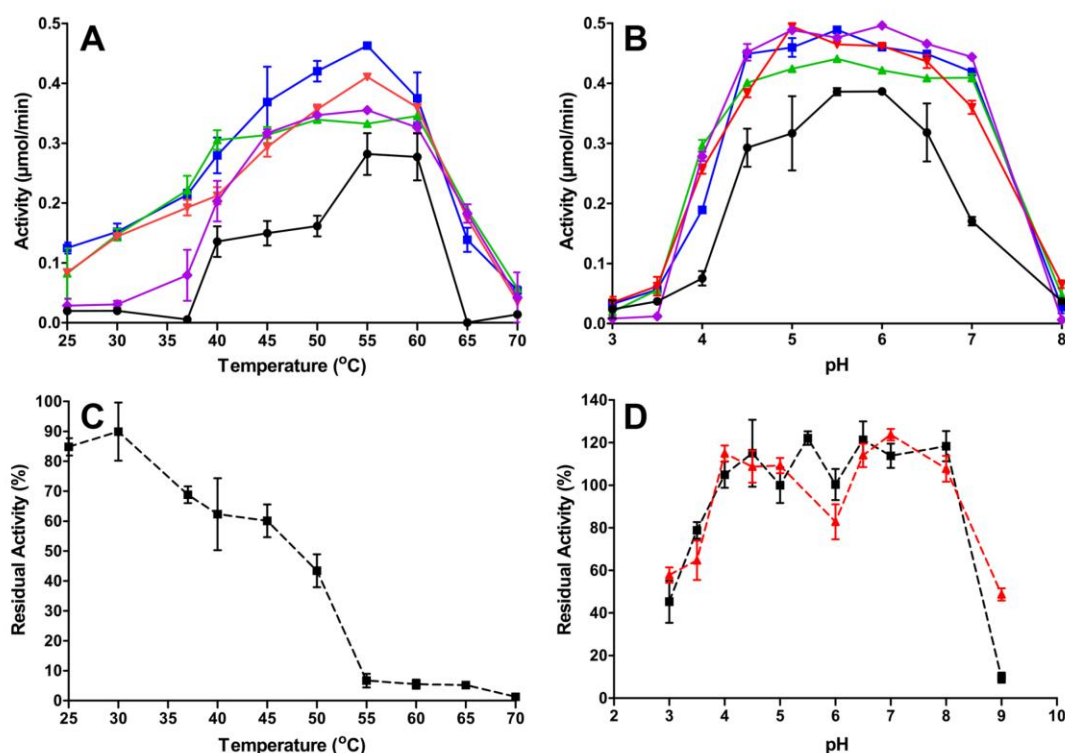 A
Activity (µmol/min)
0.5
0.4
0.3
0.2
0.1
0.0
25 30 35 40 45 50 55 60 65 70
Temperature (°C)
B
Activity (µmol/min)
0.5
0.4
0.3
0.2
0.1
0.0
3 4 5 6 7 8
pH
C
Residual Activity (%)
100
90
80
70
60
50
40
30
20
10
0
25 30 35 40 45 50 55 60 65 70
Temperature (°C)
D
Residual Activity (%)
140
120
100
80
60
40
20
0
2 3 4 5 6 7 8 9 10
pH